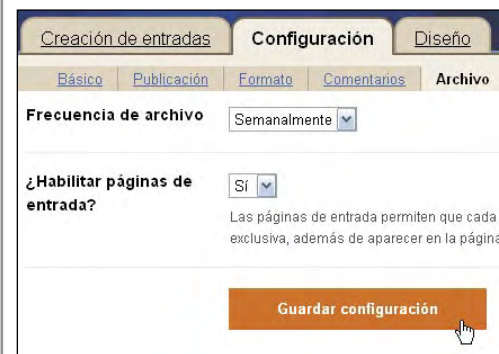 Creación de entradas Configuración Diseño
Básico Publicación Formato Comentarios Archivo
Frecuencia de archivo Semanalmente
¿Habilitar páginas de Sí
entrada?
Las páginas de entrada permiten que cada
exclusiva, además de aparecer en la página
Guardar configuración